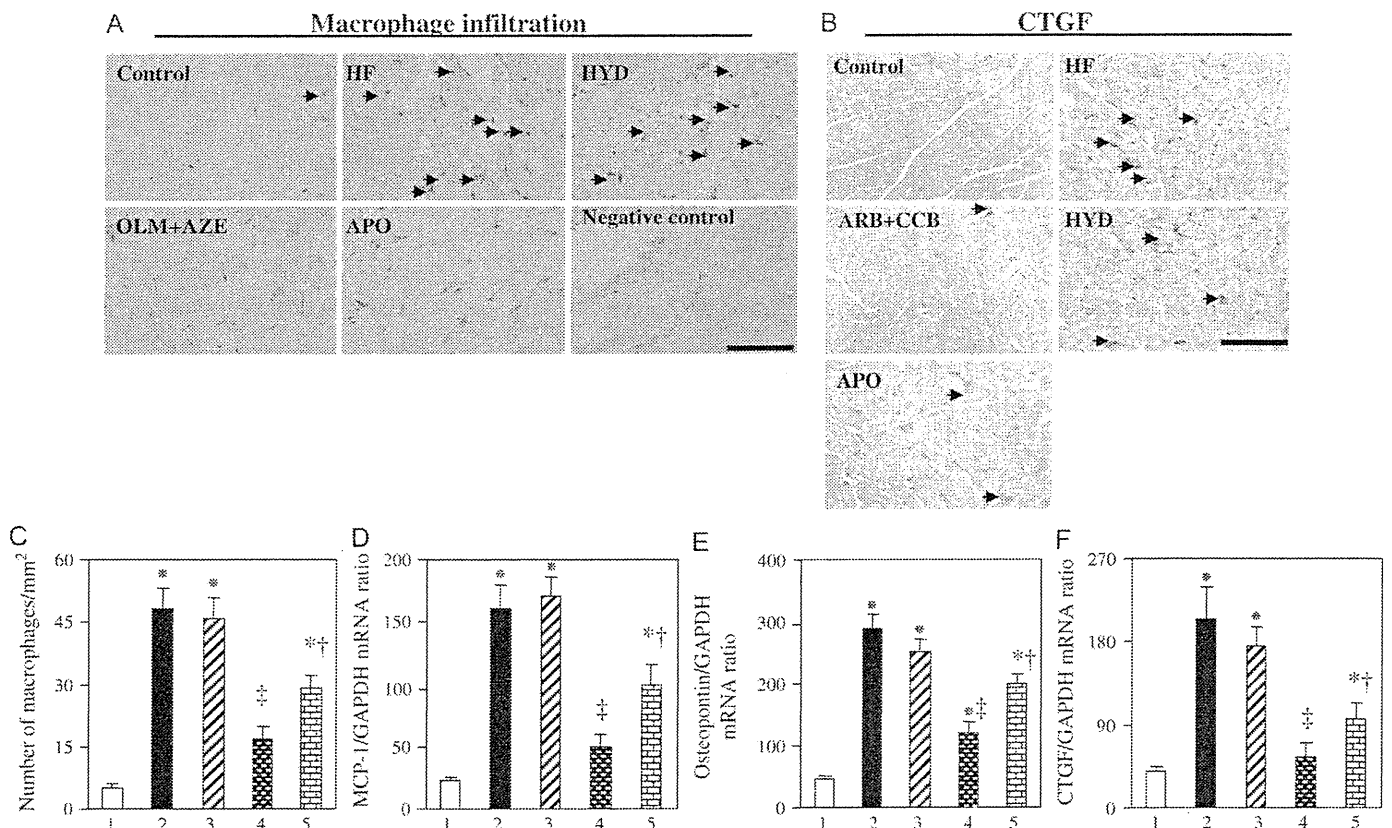 A Macrophage infiltration
Control
HF
HYD
OLM+AZE
APO
Negative control
B CTGF
Control
HF
ARB+CCB
HYD
APO
C
Number of macrophages/mm²
60
45
30
15
0
*
*
‡
*†
1 2 3 4 5
D
MCP-1/GAPDH mRNA ratio
200
150
100
50
0
*
*
‡
*†
1 2 3 4 5
E
Osteopontin/GAPDH
mRNA ratio
400
300
200
100
0
*
*
*‡
*†
1 2 3 4 5
F
CTGF/GAPDH mRNA ratio
270
180
90
0
*
*
‡
*†
1 2 3 4 5